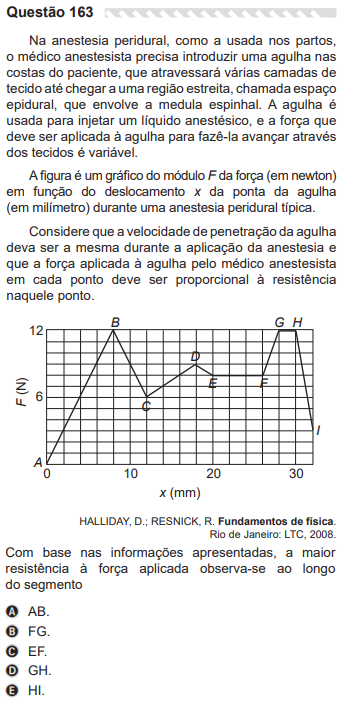 Questão 163
Na anestesia peridural, como a usada nos partos,
o médico anestesista precisa introduzir uma agulha nas
costas do paciente, que atravessará várias camadas de
tecido até chegar a uma região estreita, chamada espaço
epidural, que envolve a medula espinhal. A agulha é
usada para injetar um líquido anestésico, e a força que
deve ser aplicada à agulha para fazê-la avançar através
dos tecidos é variável.
A figura é um gráfico do módulo F da força (em newton)
em função do deslocamento x da ponta da agulha
(em milímetro) durante uma anestesia peridural típica.
Considere que a velocidade de penetração da agulha
deva ser a mesma durante a aplicação da anestesia e
que a força aplicada à agulha pelo médico anestesista
em cada ponto deve ser proporcional à resistência
naquele ponto.
B
G H
12
D
F (N)
6
E
F
C
I
A
0 10 20 30
x (mm)
HALLIDAY, D.; RESNICK, R. Fundamentos de física.
Rio de Janeiro: LTC, 2008.
Com base nas informações apresentadas, a maior
resistência à força aplicada observa-se ao longo
do segmento
A AB.
B FG.
C EF.
D GH.
E HI.